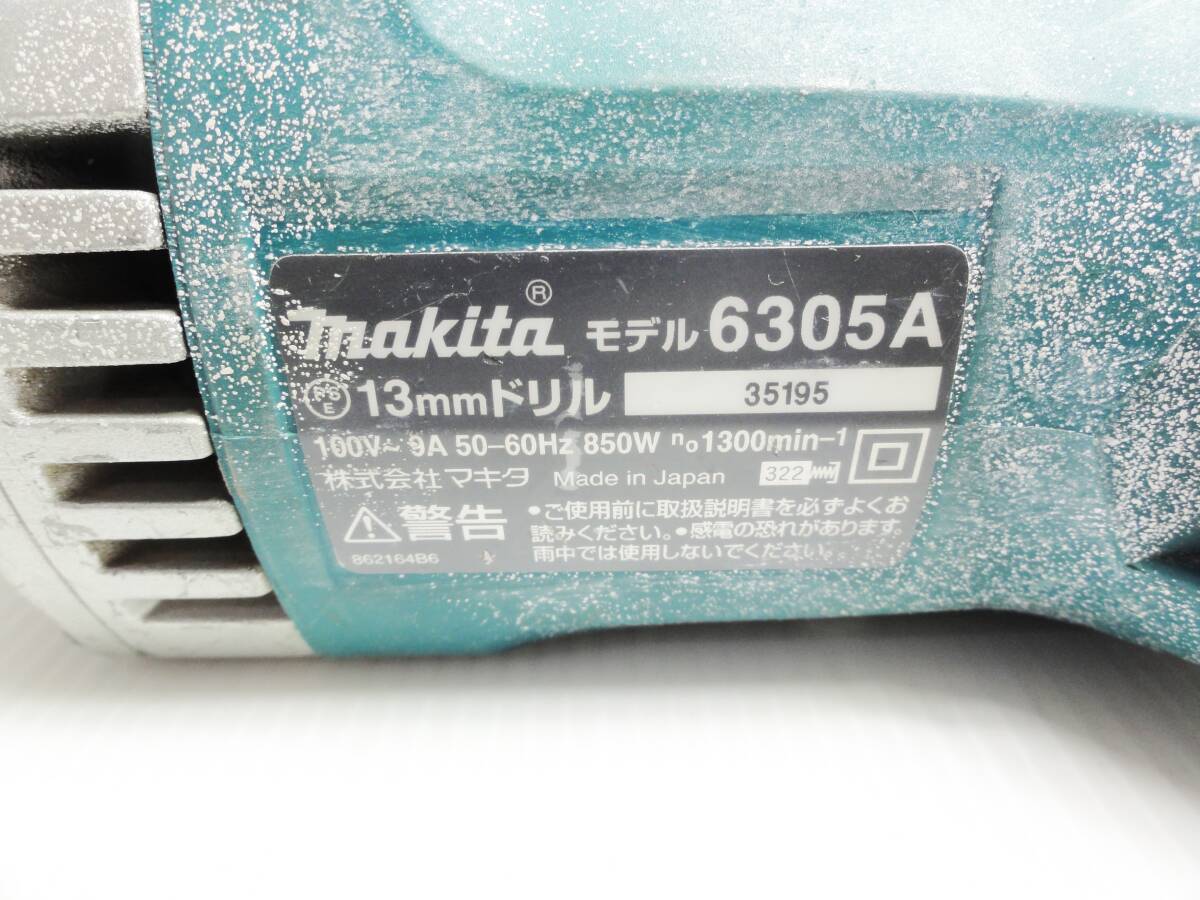 makita® モデル 6305A
PS E 13mmドリル 35195
100V~ 9A 50-60Hz 850W n₀1300min-1
株式会社 マキタ Made in Japan 322
警告 •ご使用前に取扱説明書を必ずよくお
読みください。•感電の恐れがあります。
雨中では使用しないでください。
862164B6